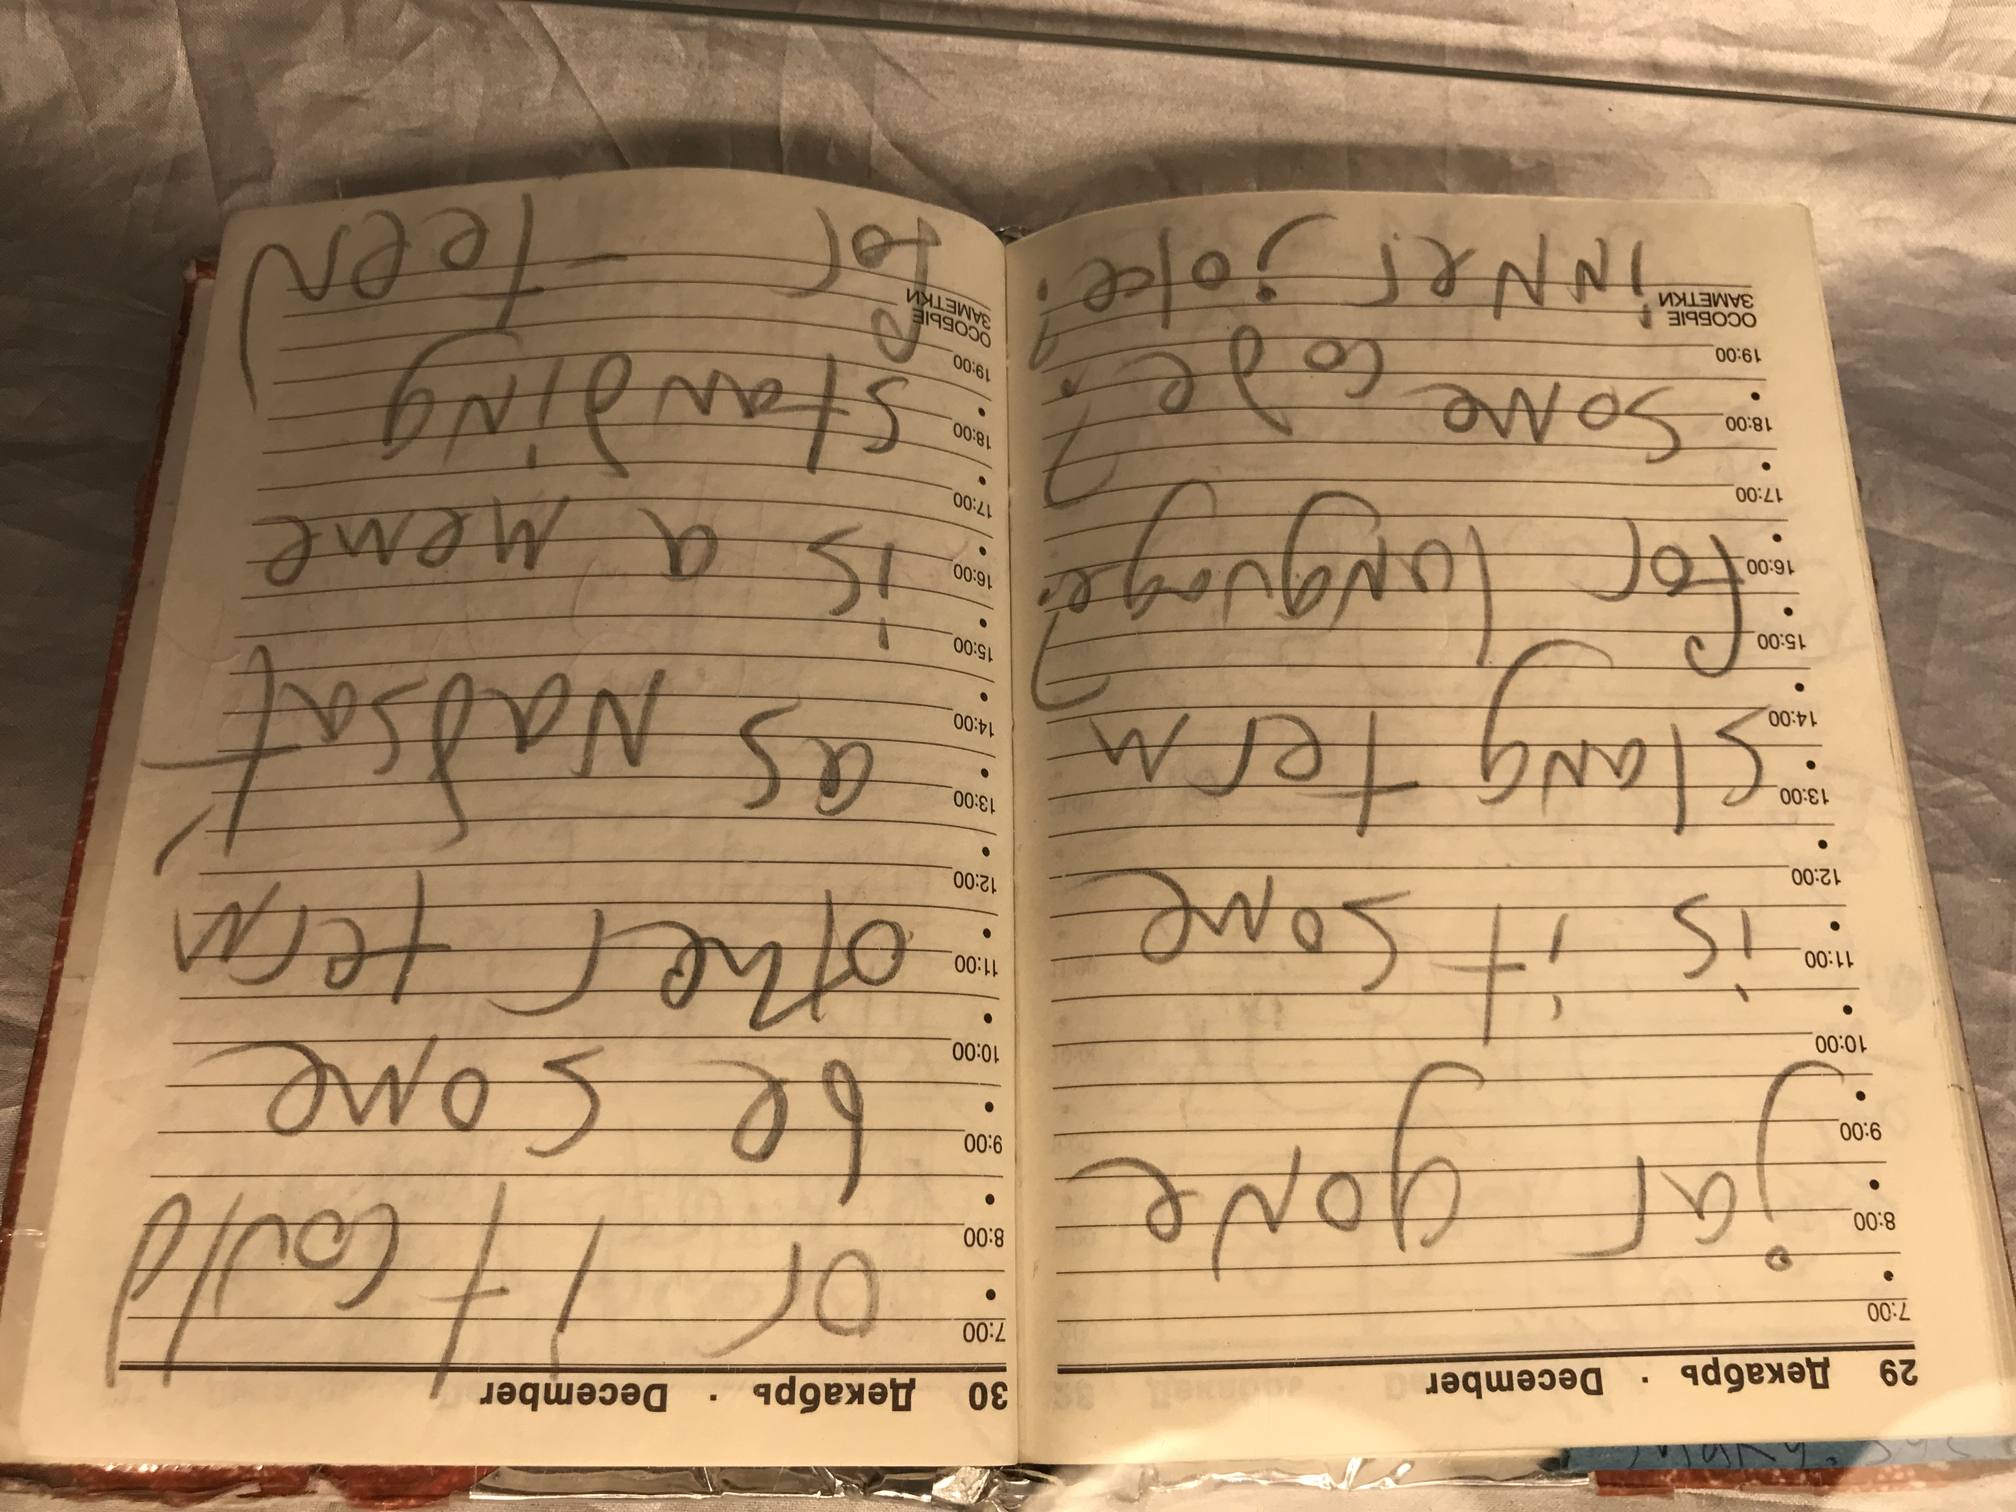 29 Декабрь · December
7:00
8:00
jar gone
9:00
10:00
is it some
11:00
12:00
slang term
13:00
14:00
15:00
for language?
16:00
17:00
some code?
18:00
19:00
ОСОБЫЕ
ЗАМЕТКИ
inner joke?
30 Декабрь · December
7:00
or it could
8:00
9:00
be some
10:00
other term
11:00
12:00
13:00
as Nadsat
14:00
15:00
is a meme
16:00
17:00
18:00
standing
19:00
ОСОБЫЕ
ЗАМЕТКИ
for -teen)